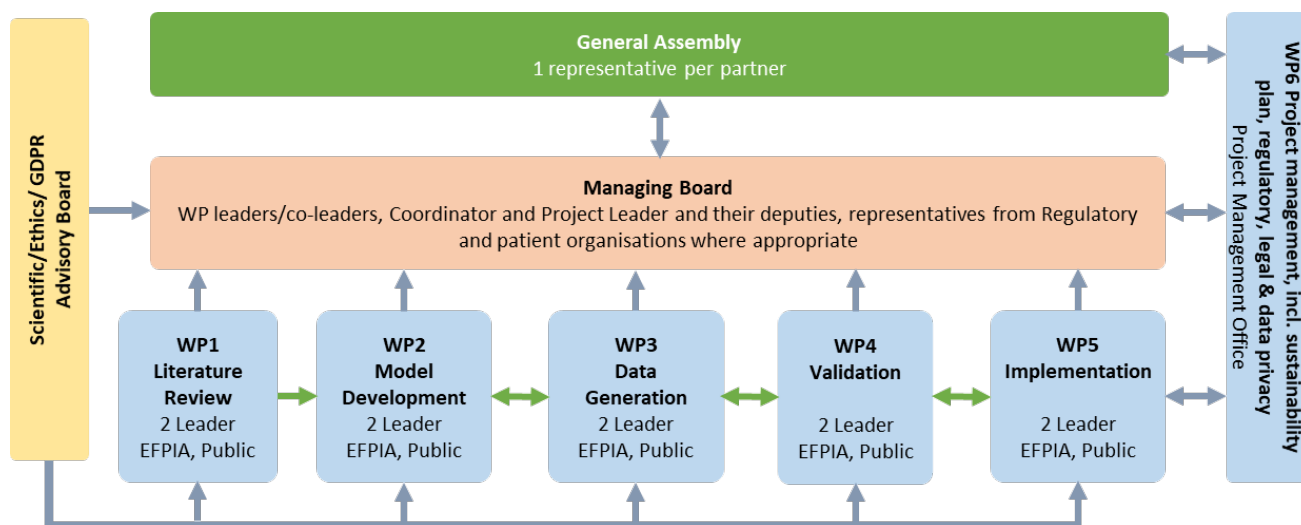 Scientific/Ethics/ GDPR
Advisory Board
General Assembly
1 representative per partner
Managing Board
WP leaders/co-leaders, Coordinator and Project Leader and their deputies, representatives from Regulatory
and patient organisations where appropriate
WP1
Literature
Review
2 Leader
EFPIA, Public
WP2
Model
Development
2 Leader
EFPIA, Public
WP3
Data
Generation
2 Leader
EFPIA, Public
WP4
Validation
2 Leader
EFPIA, Public
WP5
Implementation
2 Leader
EFPIA, Public
WP6 Project management, incl. sustainability
plan, regulatory, legal & data privacy
Project Management Office